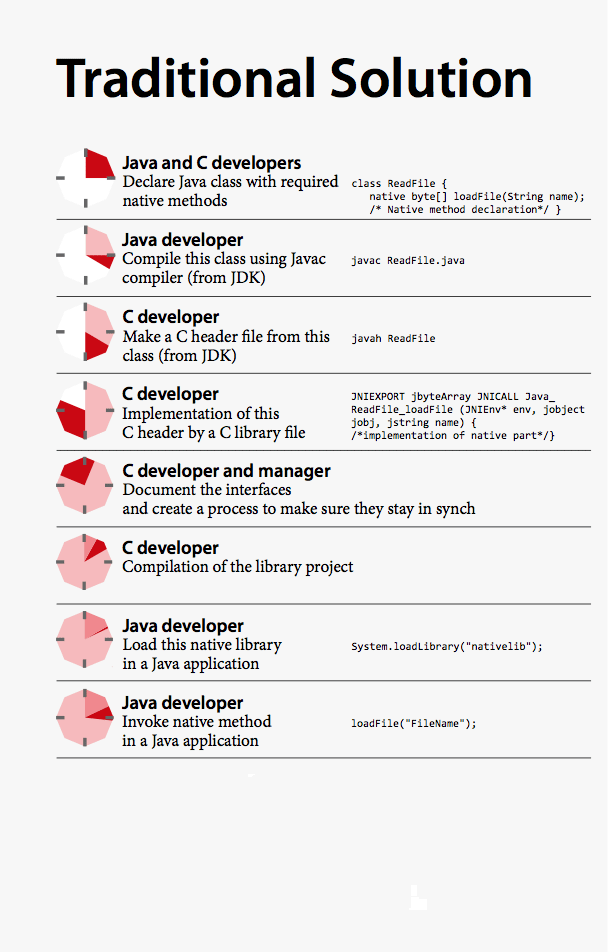 Traditional Solution
Java and C developers
Declare Java class with required
native methods
class ReadFile {
native byte[] loadFile(String name);
/* Native method declaration*/ }
Java developer
Compile this class using Javac
compiler (from JDK)
javac ReadFile.java
C developer
Make a C header file from this
class (from JDK)
javah ReadFile
C developer
Implementation of this
C header by a C library file
JNIEXPORT jbyteArray JNICALL Java_
ReadFile_loadFile (JNIEnv* env, jobject
jobj, jstring name) {
/*implementation of native part*/}
C developer and manager
Document the interfaces
and create a process to make sure they stay in synch
C developer
Compilation of the library project
Java developer
Load this native library
in a Java application
System.loadLibrary("nativelib");
Java developer
Invoke native method
in a Java application
loadFile("FileName");